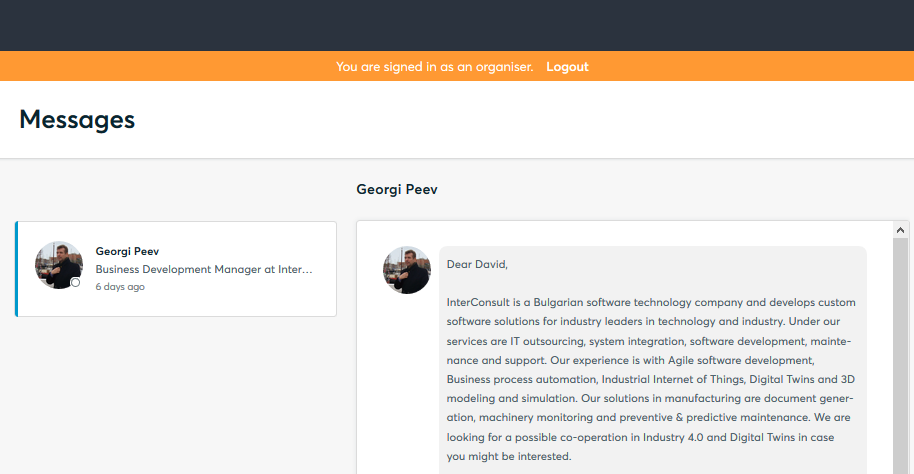 You are signed in as an organiser. Logout
Messages
Georgi Peev
Georgi Peev
Business Development Manager at Inter...
6 days ago
Dear David,
InterConsult is a Bulgarian software technology company and develops custom
software solutions for industry leaders in technology and industry. Under our
services are IT outsourcing, system integration, software development, mainte-
nance and support. Our experience is with Agile software development,
Business process automation, Industrial Internet of Things, Digital Twins and 3D
modeling and simulation. Our solutions in manufacturing are document gener-
ation, machinery monitoring and preventive & predictive maintenance. We are
looking for a possible co-operation in Industry 4.0 and Digital Twins in case
you might be interested.